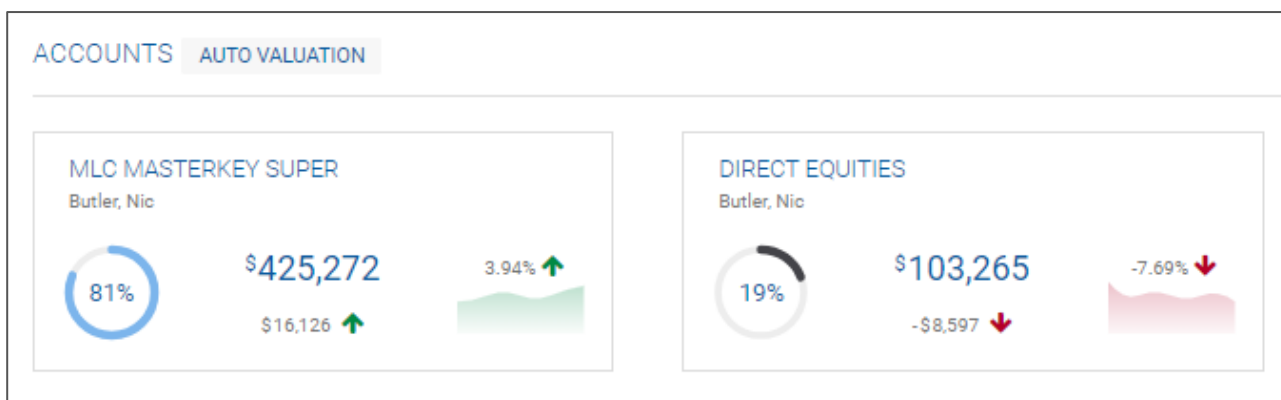 ACCOUNTS AUTO VALUATION
MLC MASTERKEY SUPER
Butler, Nic
81%
$425,272
3.94%
$16,126
DIRECT EQUITIES
Butler, Nic
19%
$103,265
-7.69%
-$8,597